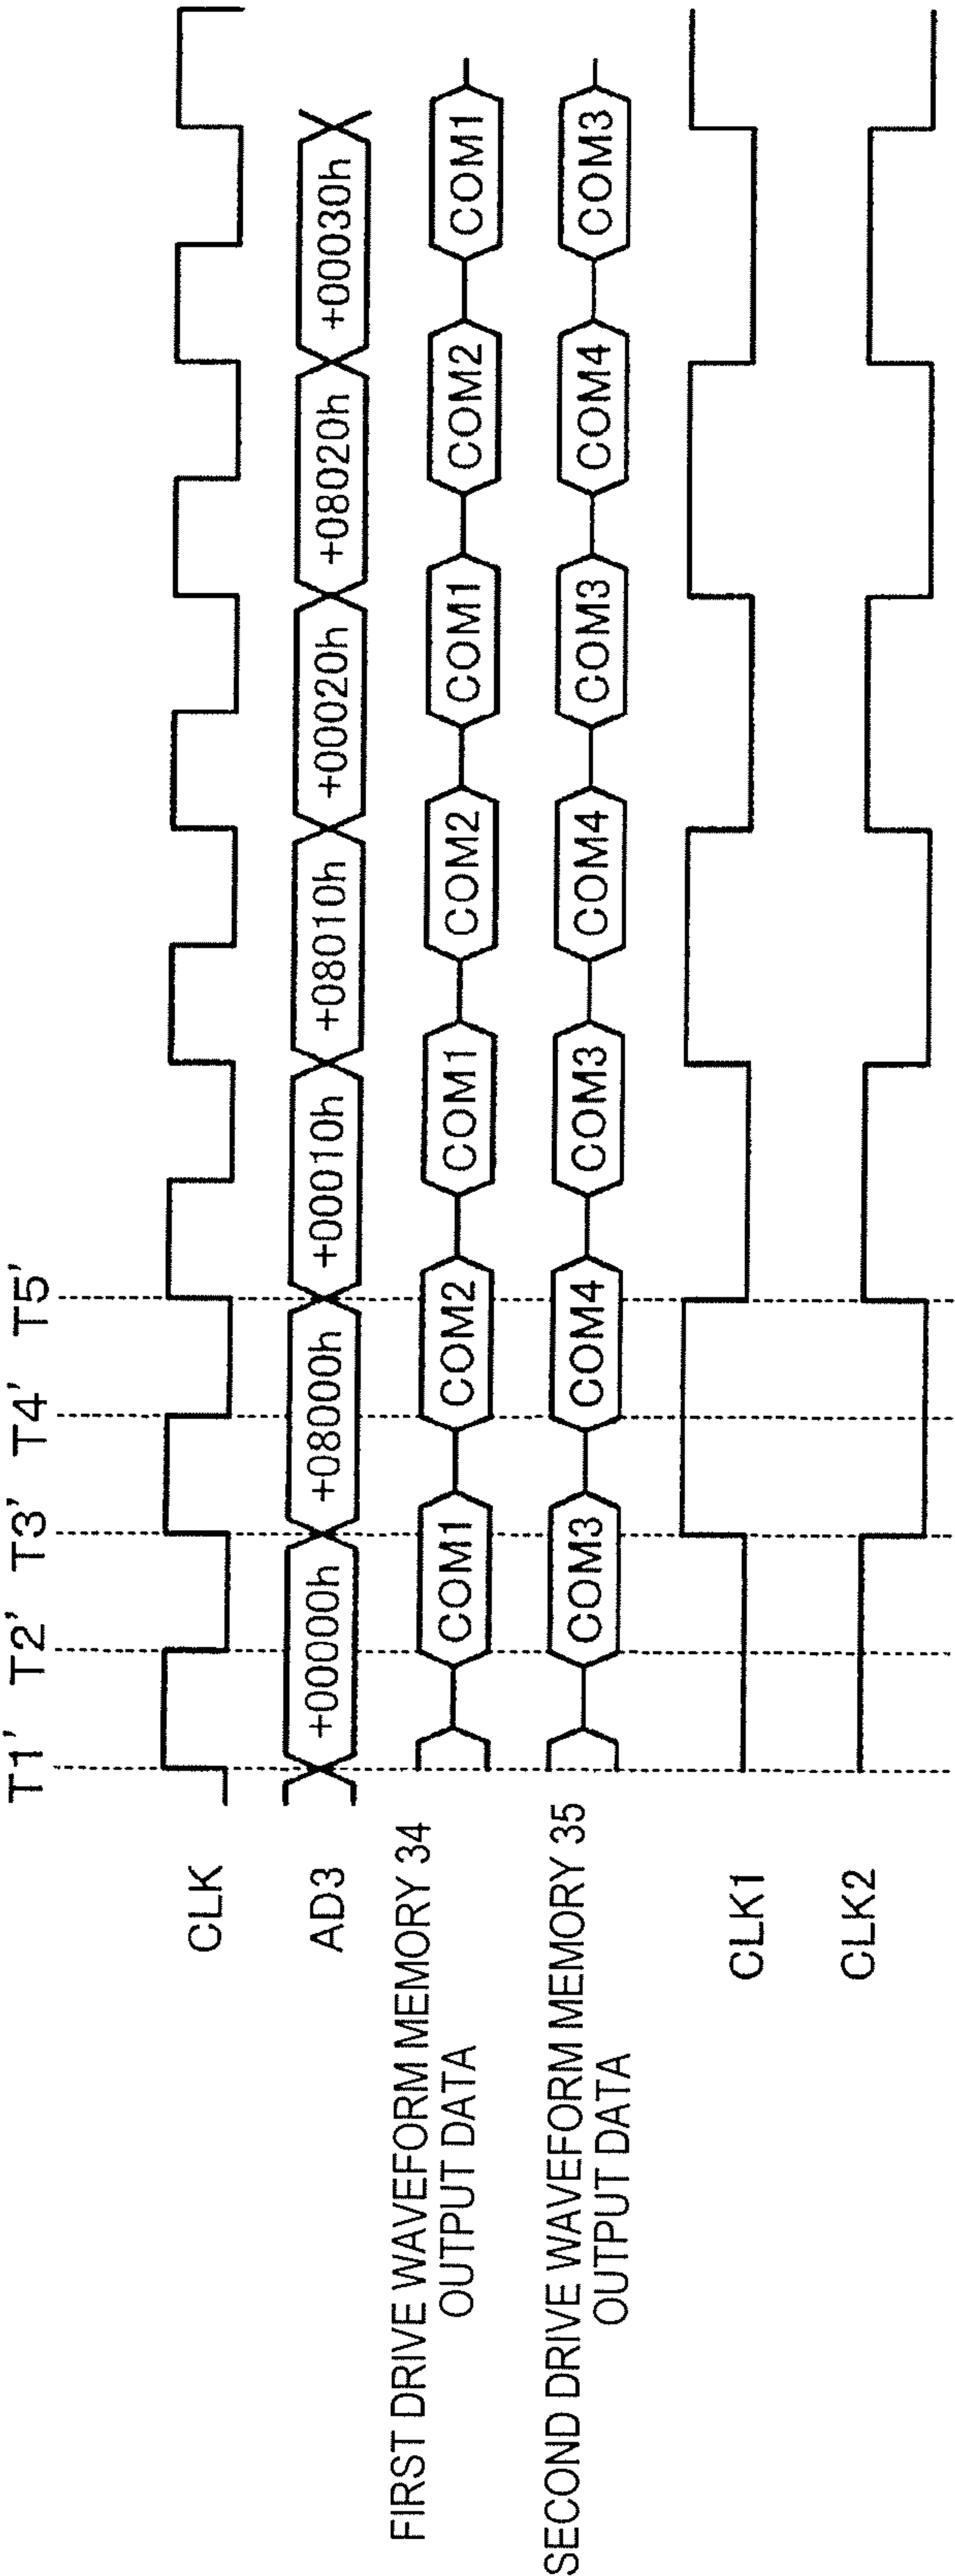 T1' T2' T3' T4' T5'
CLK
AD3 +00000h +08000h +00010h +08010h +00020h +08020h +00030h
FIRST DRIVE WAVEFORM MEMORY 34
OUTPUT DATA
COM1 COM2 COM1 COM2 COM1 COM2 COM1
SECOND DRIVE WAVEFORM MEMORY 35
OUTPUT DATA
COM3 COM4 COM3 COM4 COM3 COM4 COM3
CLK1
CLK2